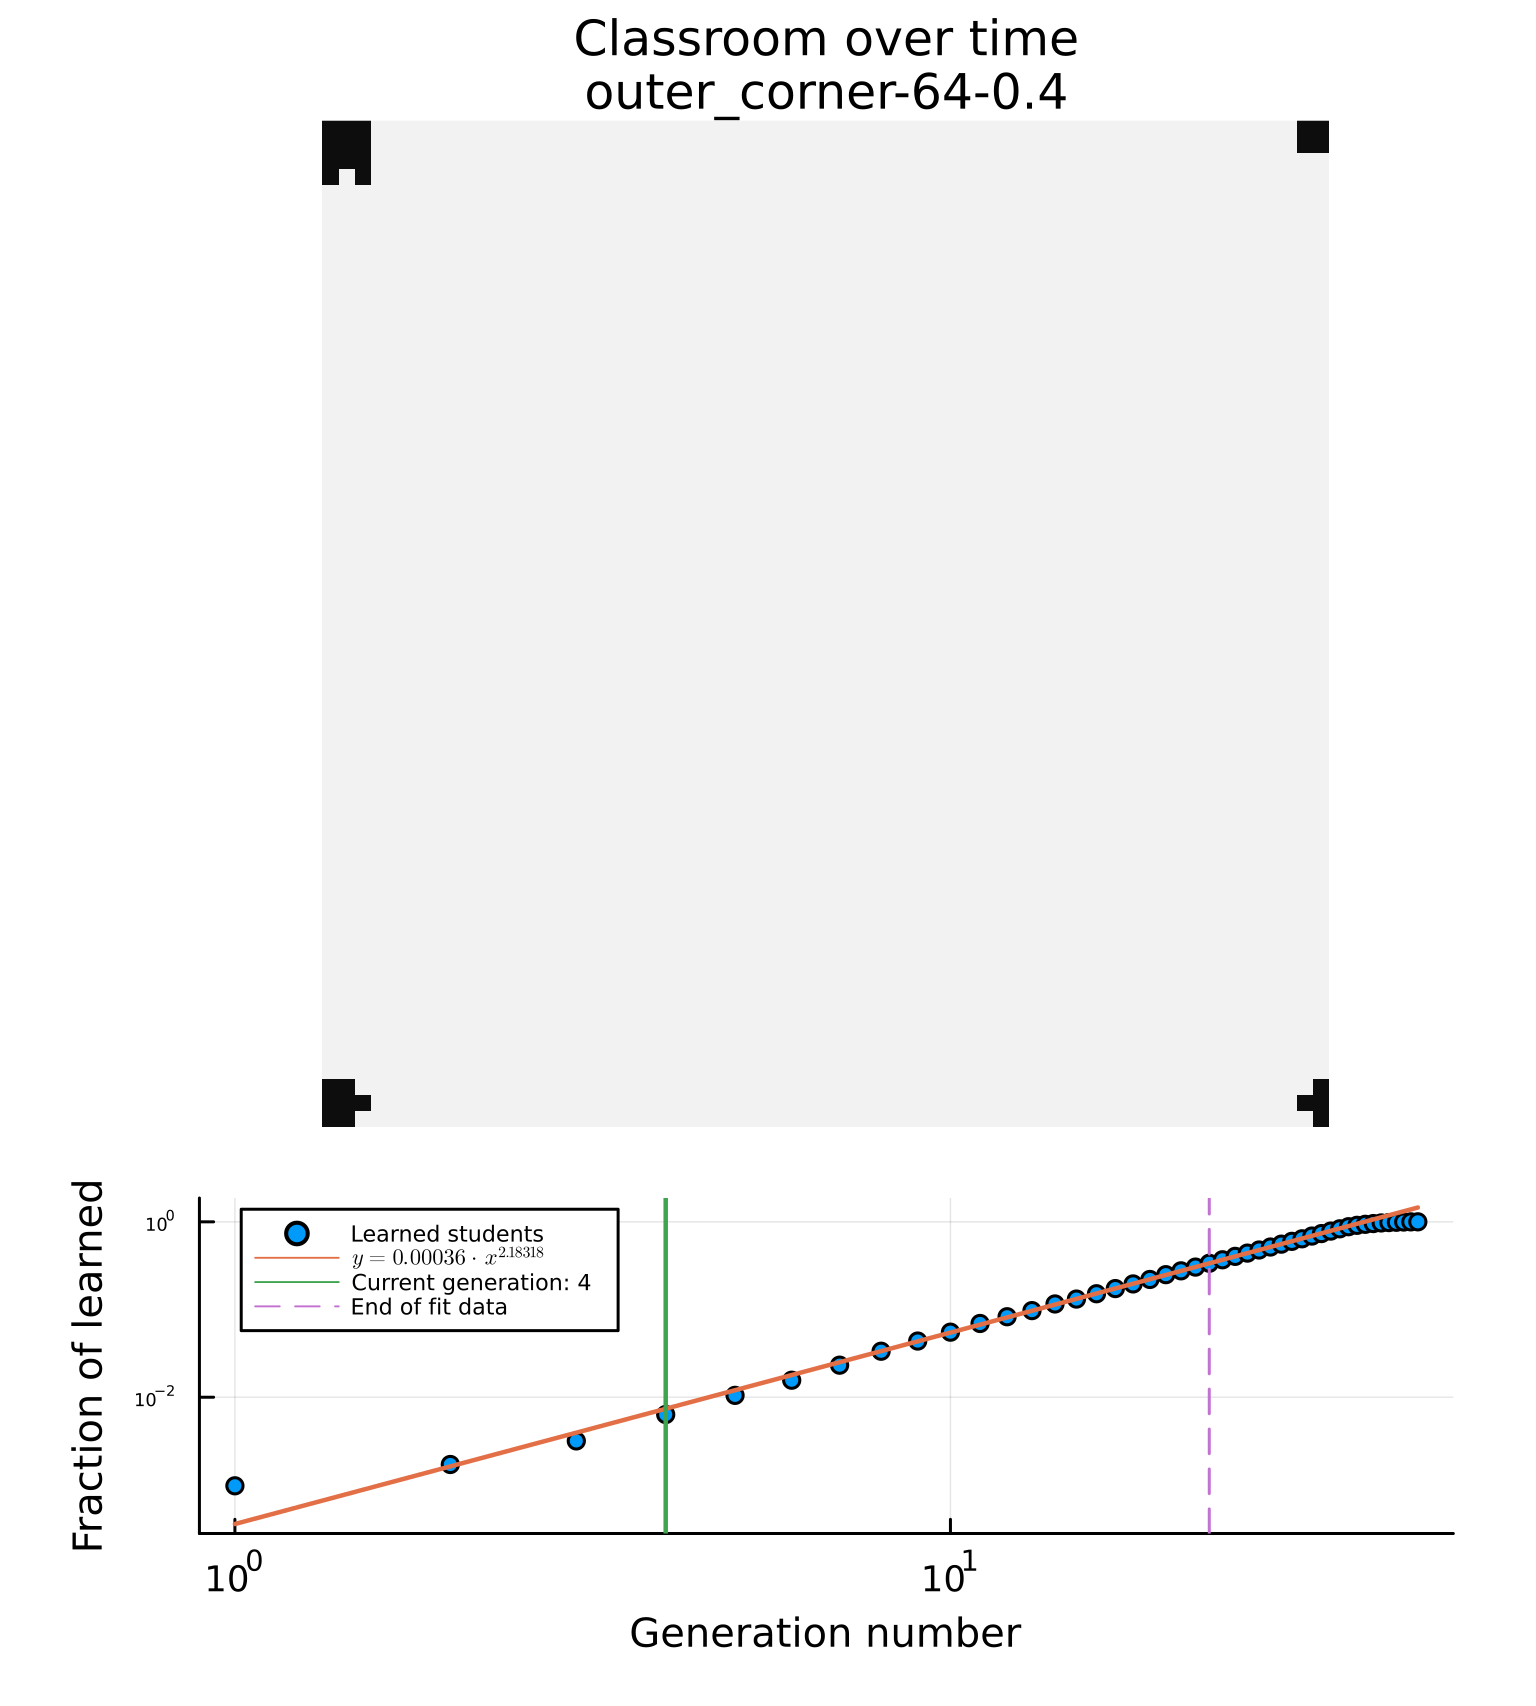 Classroom over time
outer_corner-64-0.4
Fraction of learned
10^0
10^-2
Learned students
y = 0.00036 · x^2.18318
Current generation: 4
End of fit data
10^0
10^1
Generation number